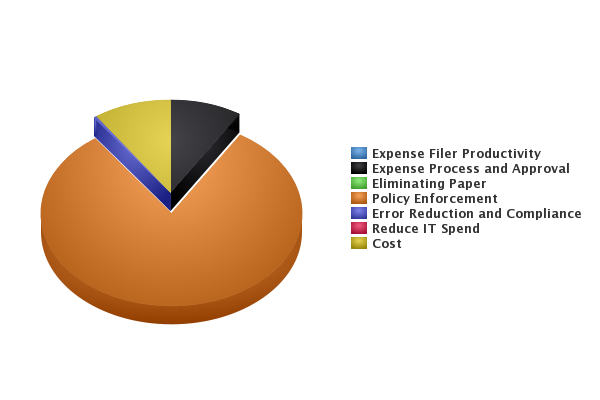 Expense Filer Productivity
Expense Process and Approval
Eliminating Paper
Policy Enforcement
Error Reduction and Compliance
Reduce IT Spend
Cost